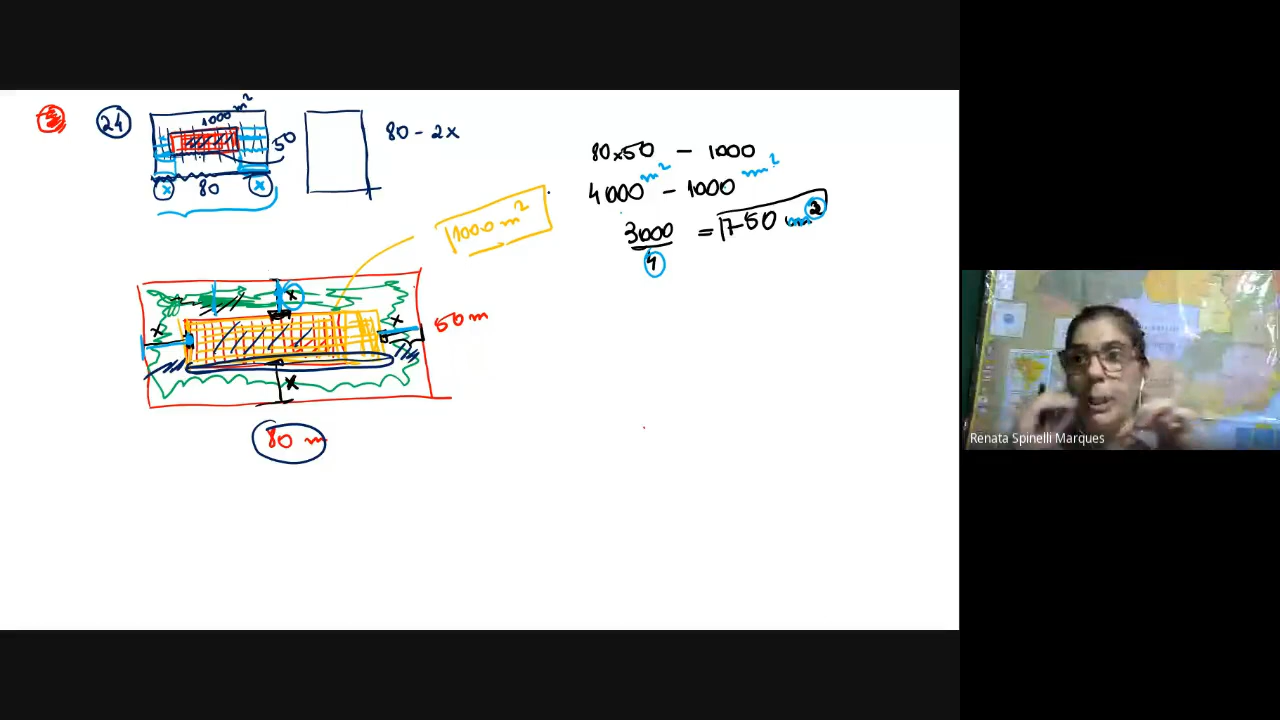 24
1000 m²
50
x 80 x
80 - 2x
80x50 - 1000
4000 m² - 1000 m²
3000 = 750 m²
4
1000 m²
x
x
x
50 m
x
80 m
Renata Spinelli Marques